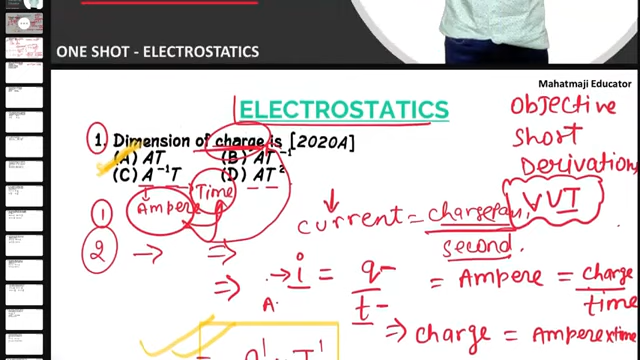 ONE SHOT - ELECTROSTATICS
Mahatmaji Educator
ELECTROSTATICS
Objective
Short
Derivation
VVI
1. Dimension of charge is [2020A]
(A) AT (B) AT⁻¹
(C) A⁻¹T (D) AT²
Ampere Time
1
2 → ⇒
current = charge
second.
⇒ → i = q/t = Ampere = charge/time
A.
⇒ charge = Ampere x time